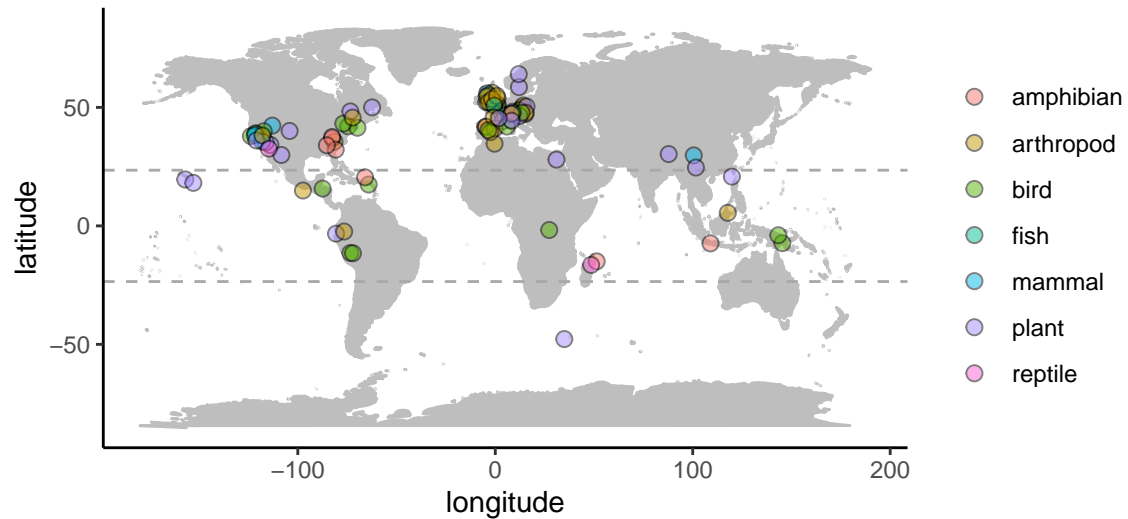 50
0
−50
latitude
−100
0
100
200
longitude
amphibian
arthropod
bird
fish
mammal
plant
reptile